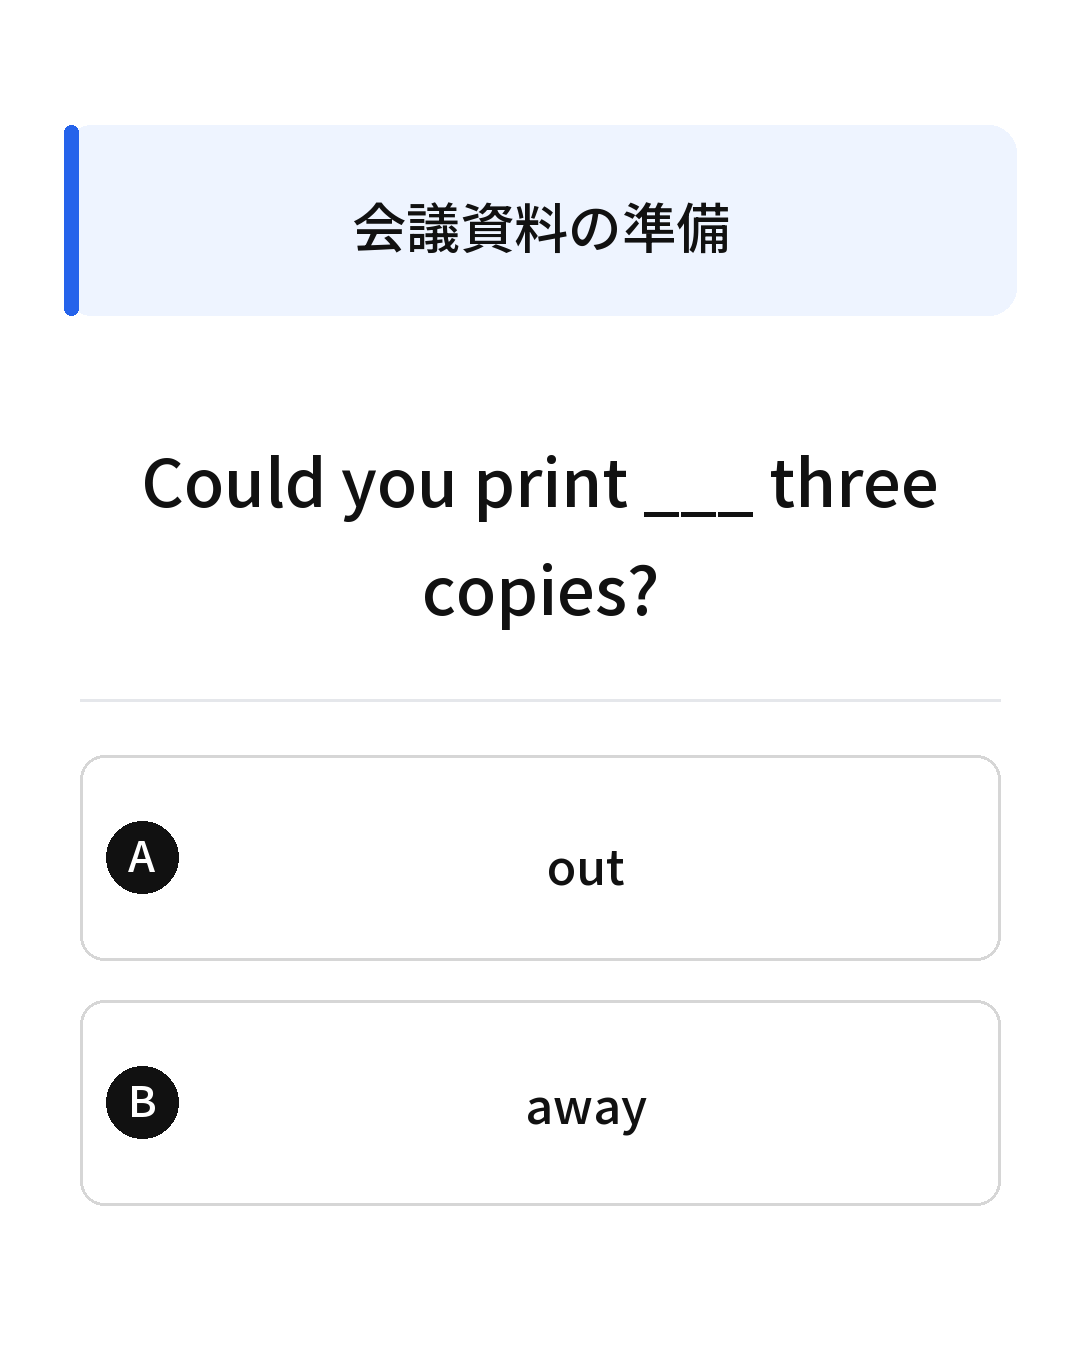 会議資料の準備
Could you print ___ three
copies?
A
out
B
away